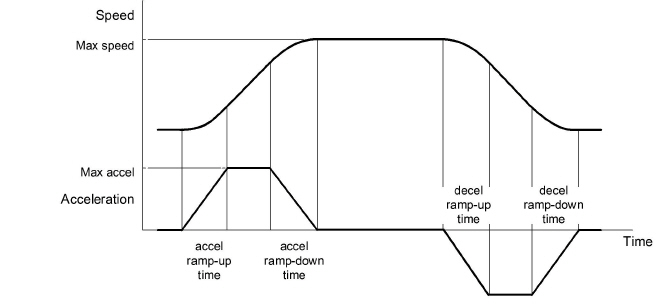 Speed
Max speed
Max accel
Acceleration
decel
ramp-up
time
decel
ramp-down
time
Time
accel
ramp-up
time
accel
ramp-down
time